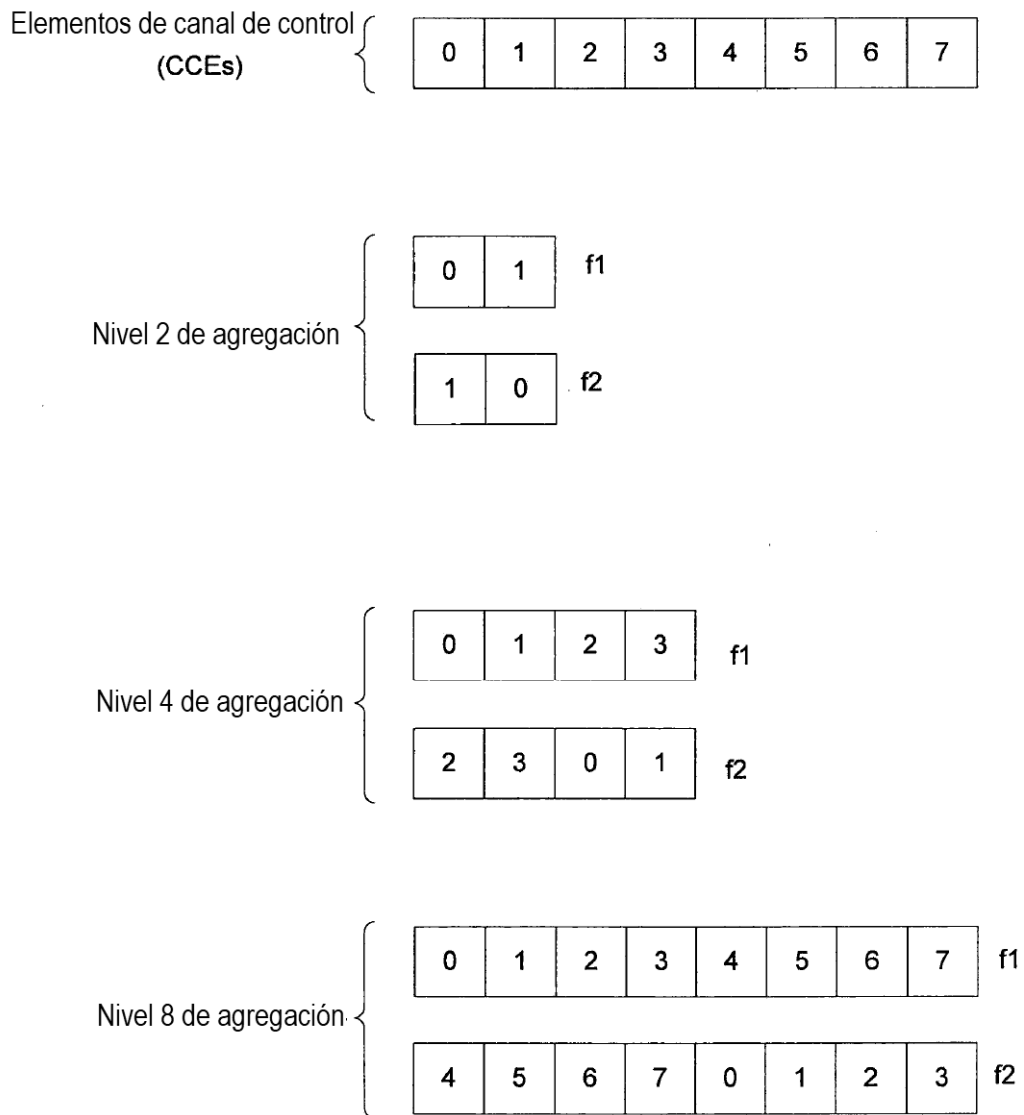 Elementos de canal de control
(CCEs)
0 1 2 3 4 5 6 7
Nivel 2 de agregación
0 1 f1
1 0 f2
Nivel 4 de agregación
0 1 2 3 f1
2 3 0 1 f2
Nivel 8 de agregación
0 1 2 3 4 5 6 7 f1
4 5 6 7 0 1 2 3 f2